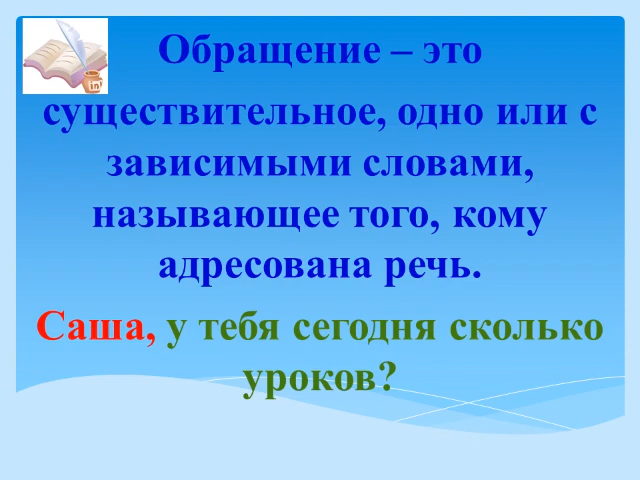 Обращение – это
существительное, одно или с
зависимыми словами,
называющее того, кому
адресована речь.
Саша, у тебя сегодня сколько
уроков?